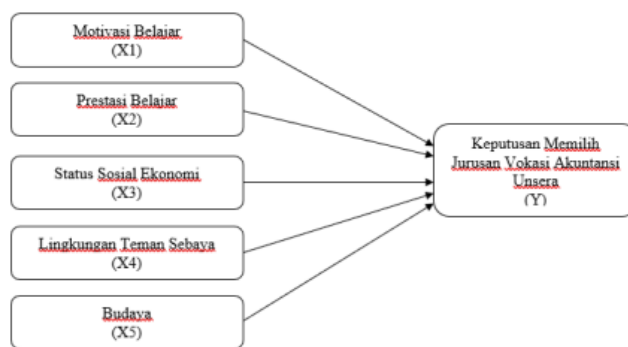 Motivasi Belajar
(X1)
Prestasi Belajar
(X2)
Status Sosial Ekonomi
(X3)
Lingkungan Teman Sebaya
(X4)
Budaya
(X5)
Keputusan Memilih
Jurusan Vokasi Akuntansi
Unsera
(Y)